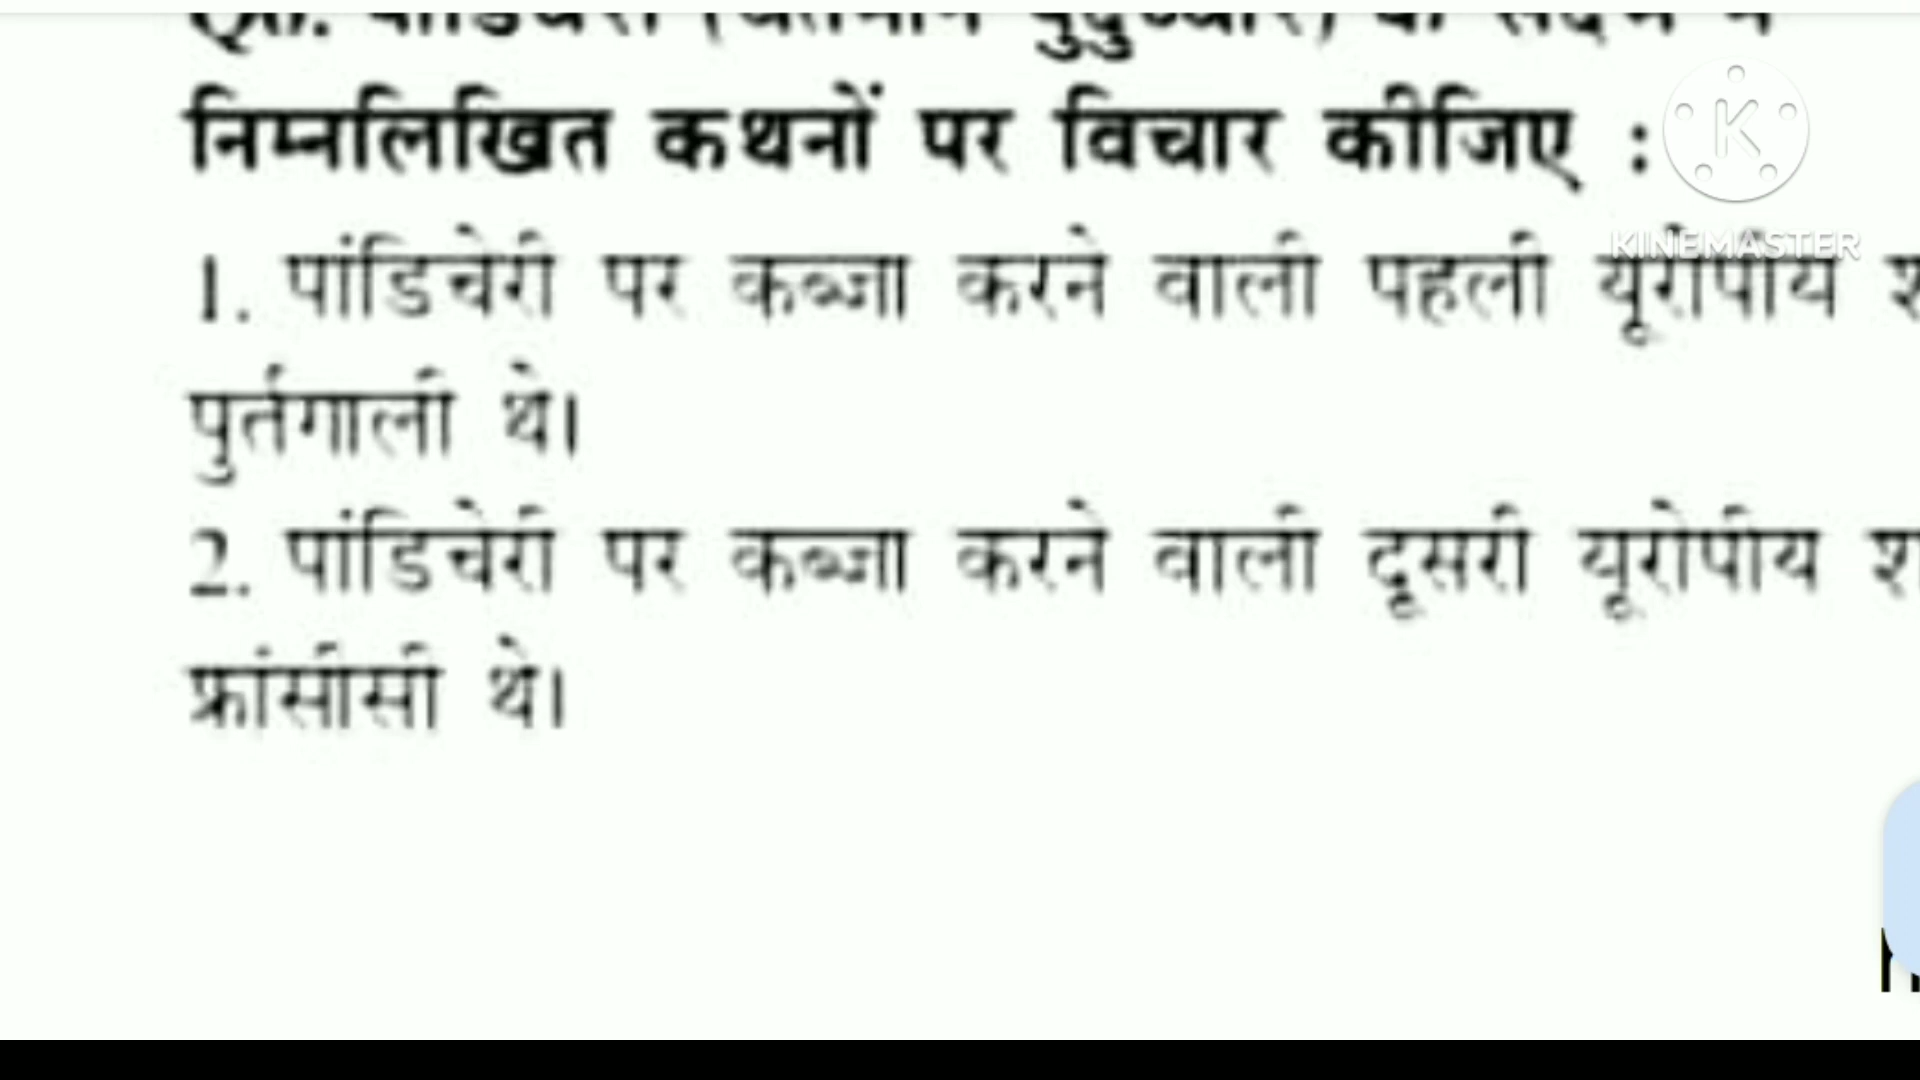 निम्नलिखित कथनों पर विचार कीजिए :
KINEMASTER
1. पांडिचेरी पर कब्जा करने वाली पहली यूरोपीय
पुर्तगाली थे।
2. पांडिचेरी पर कब्जा करने वाली दूसरी यूरोपीय
फ्रांसीसी थे।